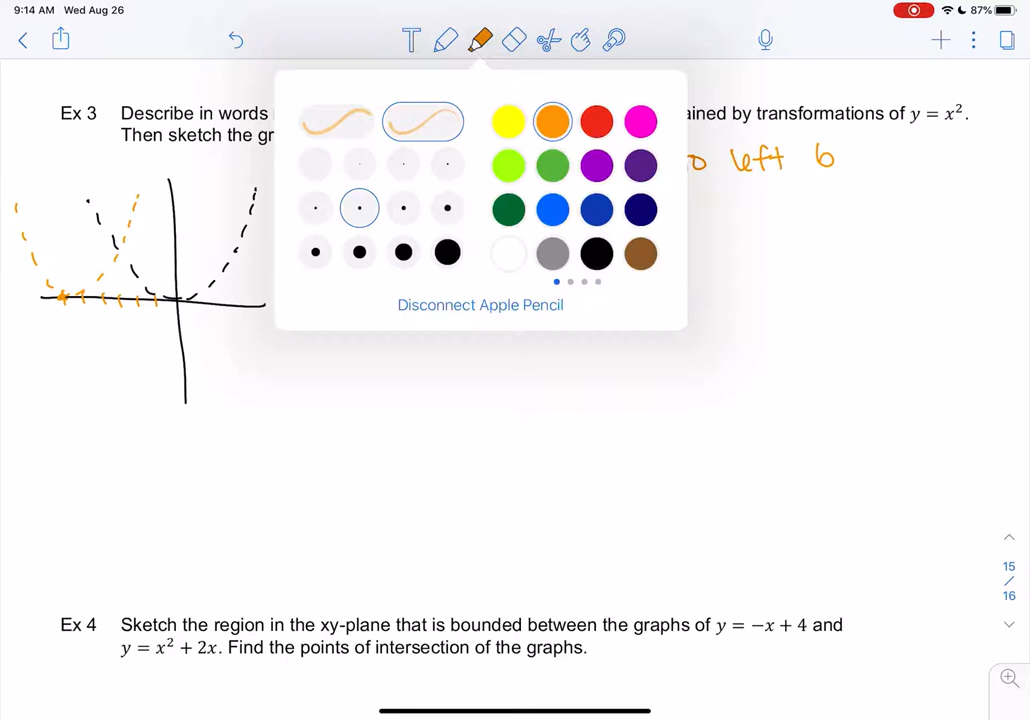 9:14 AM Wed Aug 26
87%
T
Ex 3 Describe in words ained by transformations of y = x².
Then sketch the gr
left 6
Disconnect Apple Pencil
15
/
16
Ex 4 Sketch the region in the xy-plane that is bounded between the graphs of y = −x + 4 and
y = x² + 2x. Find the points of intersection of the graphs.